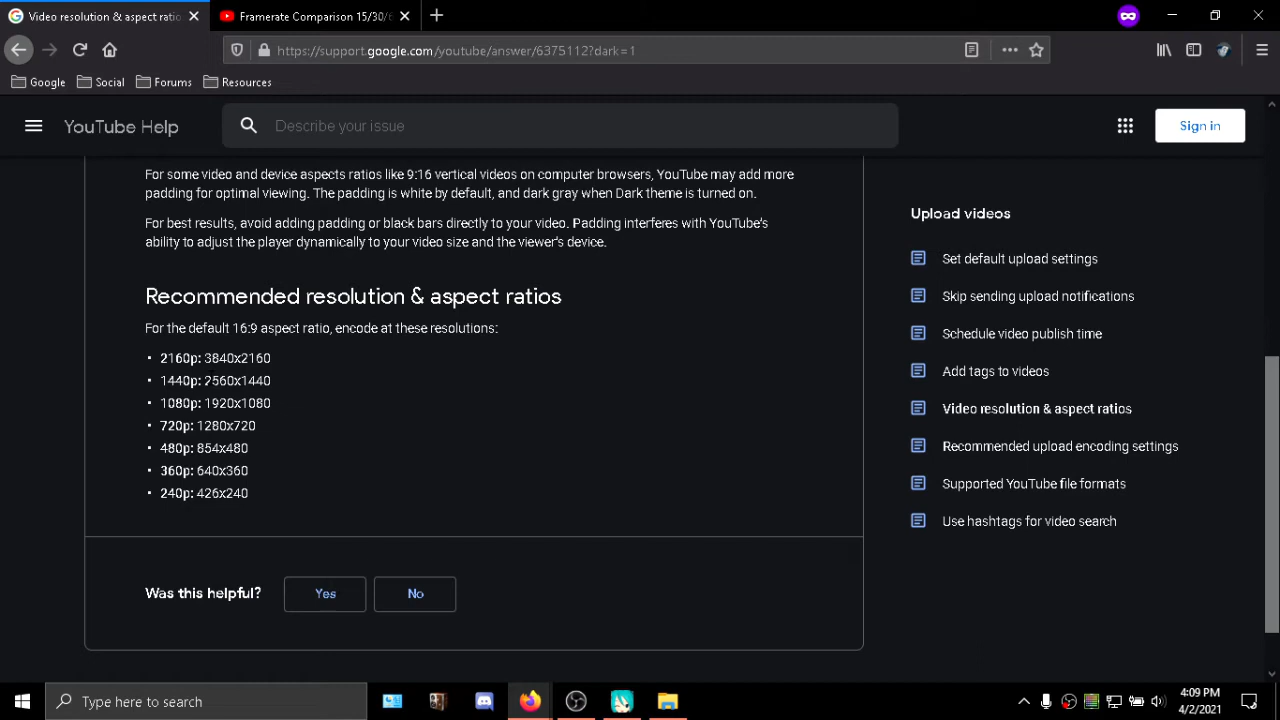 Video resolution & aspect ratio
Framerate Comparison 15/30/6
https://support.google.com/youtube/answer/6375112?dark=1
Google
Social
Forums
Resources
YouTube Help
Describe your issue
Sign in
For some video and device aspects ratios like 9:16 vertical videos on computer browsers, YouTube may add more
padding for optimal viewing. The padding is white by default, and dark gray when Dark theme is turned on.
For best results, avoid adding padding or black bars directly to your video. Padding interferes with YouTube's
ability to adjust the player dynamically to your video size and the viewer's device.
Recommended resolution & aspect ratios
For the default 16:9 aspect ratio, encode at these resolutions:
• 2160p: 3840x2160
• 1440p: 2560x1440
• 1080p: 1920x1080
• 720p: 1280x720
• 480p: 854x480
• 360p: 640x360
• 240p: 426x240
Was this helpful?
Yes
No
Upload videos
Set default upload settings
Skip sending upload notifications
Schedule video publish time
Add tags to videos
Video resolution & aspect ratios
Recommended upload encoding settings
Supported YouTube file formats
Use hashtags for video search
Type here to search
4:09 PM
4/2/2021